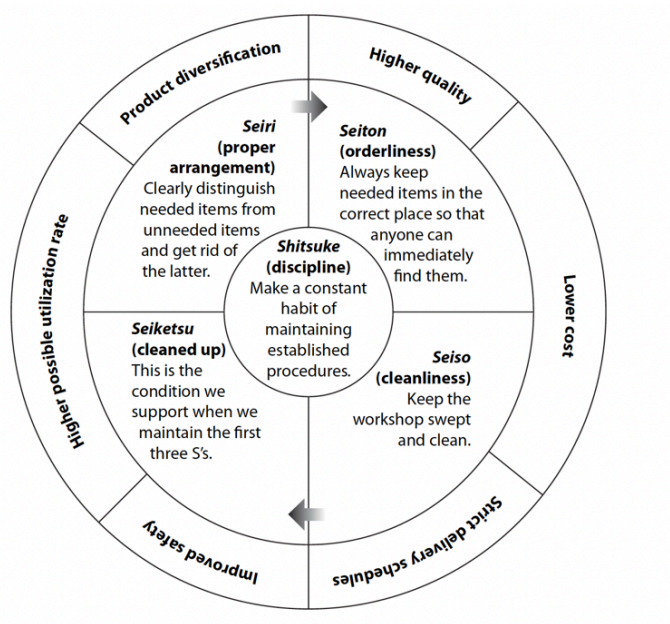 Product diversification
Higher quality
Lower cost
Strict delivery schedules
Improved safety
Higher possible utilization rate
Seiri
(proper
arrangement)
Clearly distinguish
needed items from
unneeded items
and get rid of
the latter.
Seiton
(orderliness)
Always keep
needed items in the
correct place so that
anyone can
immediately
find them.
Shitsuke
(discipline)
Make a constant
habit of
maintaining
established
procedures.
Seiketsu
(cleaned up)
This is the
condition we
support when we
maintain the first
three S's.
Seiso
(cleanliness)
Keep the
workshop swept
and clean.